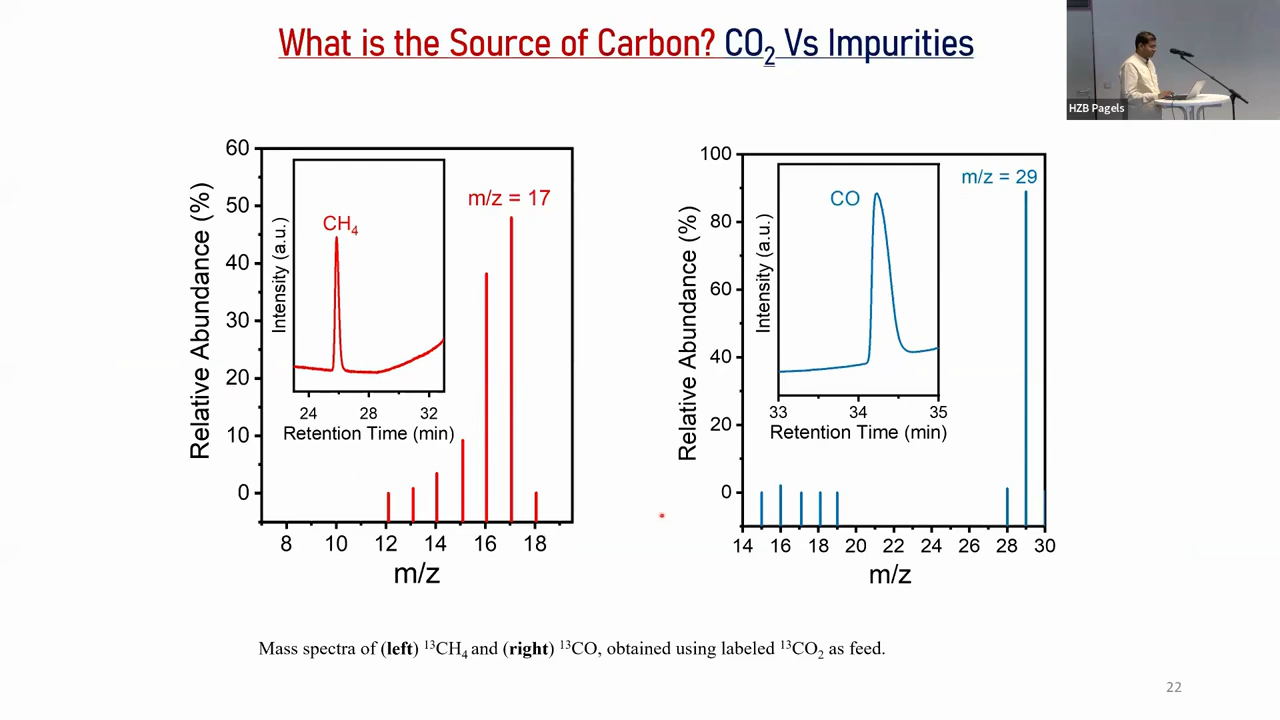 What is the Source of Carbon? CO₂ Vs Impurities
HZB Pagels
60
50
40
30
20
10
0
Relative Abundance (%)
m/z = 17
CH₄
Intensity (a.u.)
24 28 32
Retention Time (min)
8 10 12 14 16 18
m/z
100
80
60
40
20
0
Relative Abundance (%)
m/z = 29
CO
Intensity (a.u.)
33 34 35
Retention Time (min)
14 16 18 20 22 24 26 28 30
m/z
Mass spectra of (left) ¹³CH₄ and (right) ¹³CO, obtained using labeled ¹³CO₂ as feed.
22